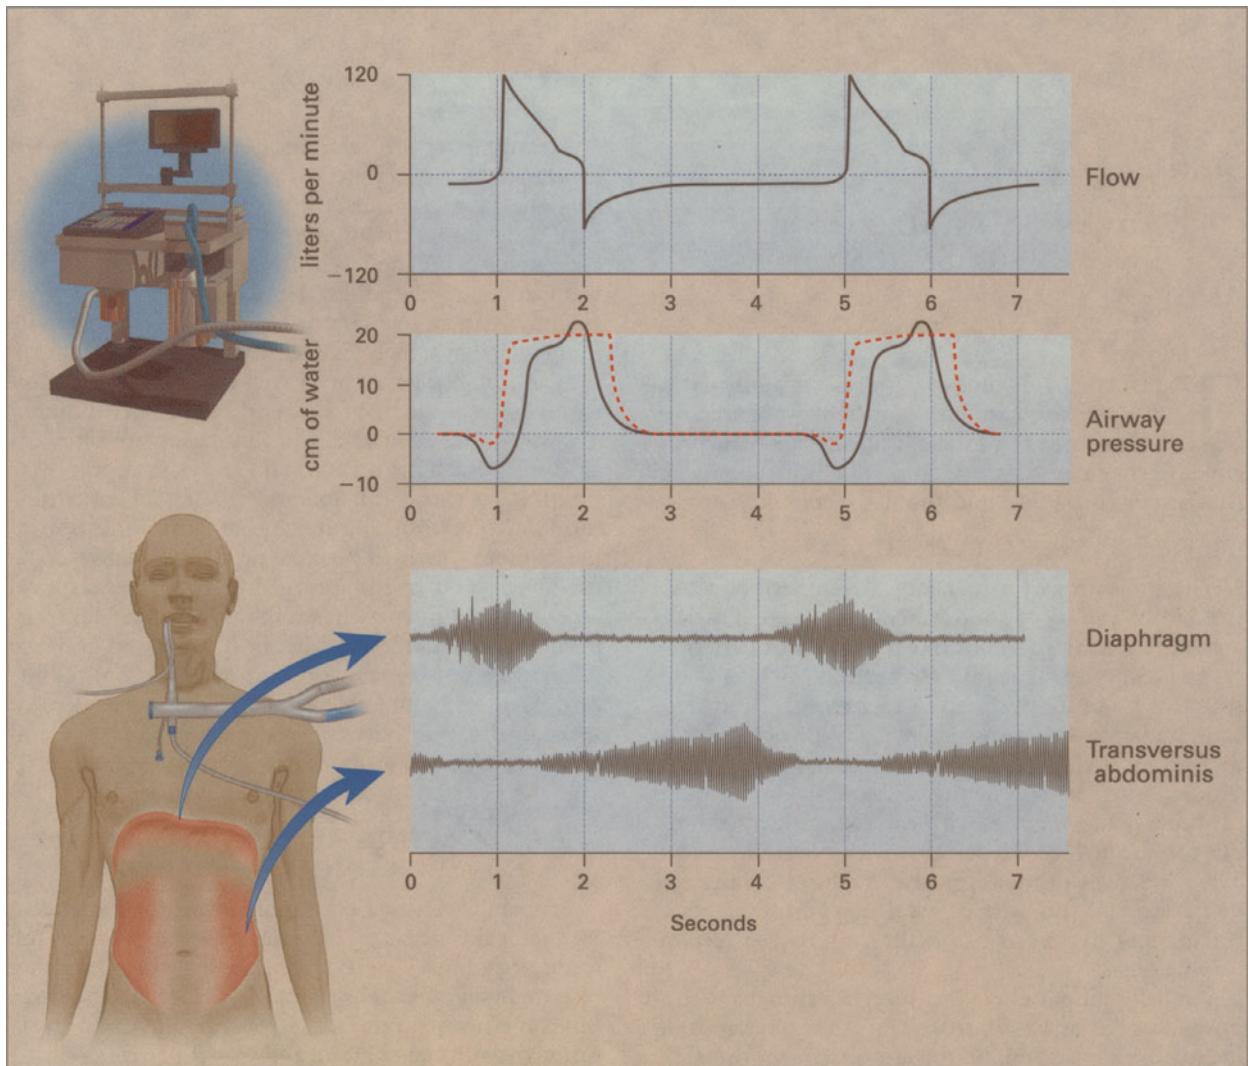 120
0
−120
liters per minute
Flow
0 1 2 3 4 5 6 7
20
10
0
−10
cm of water
Airway
pressure
0 1 2 3 4 5 6 7
Diaphragm
Transversus
abdominis
0 1 2 3 4 5 6 7
Seconds